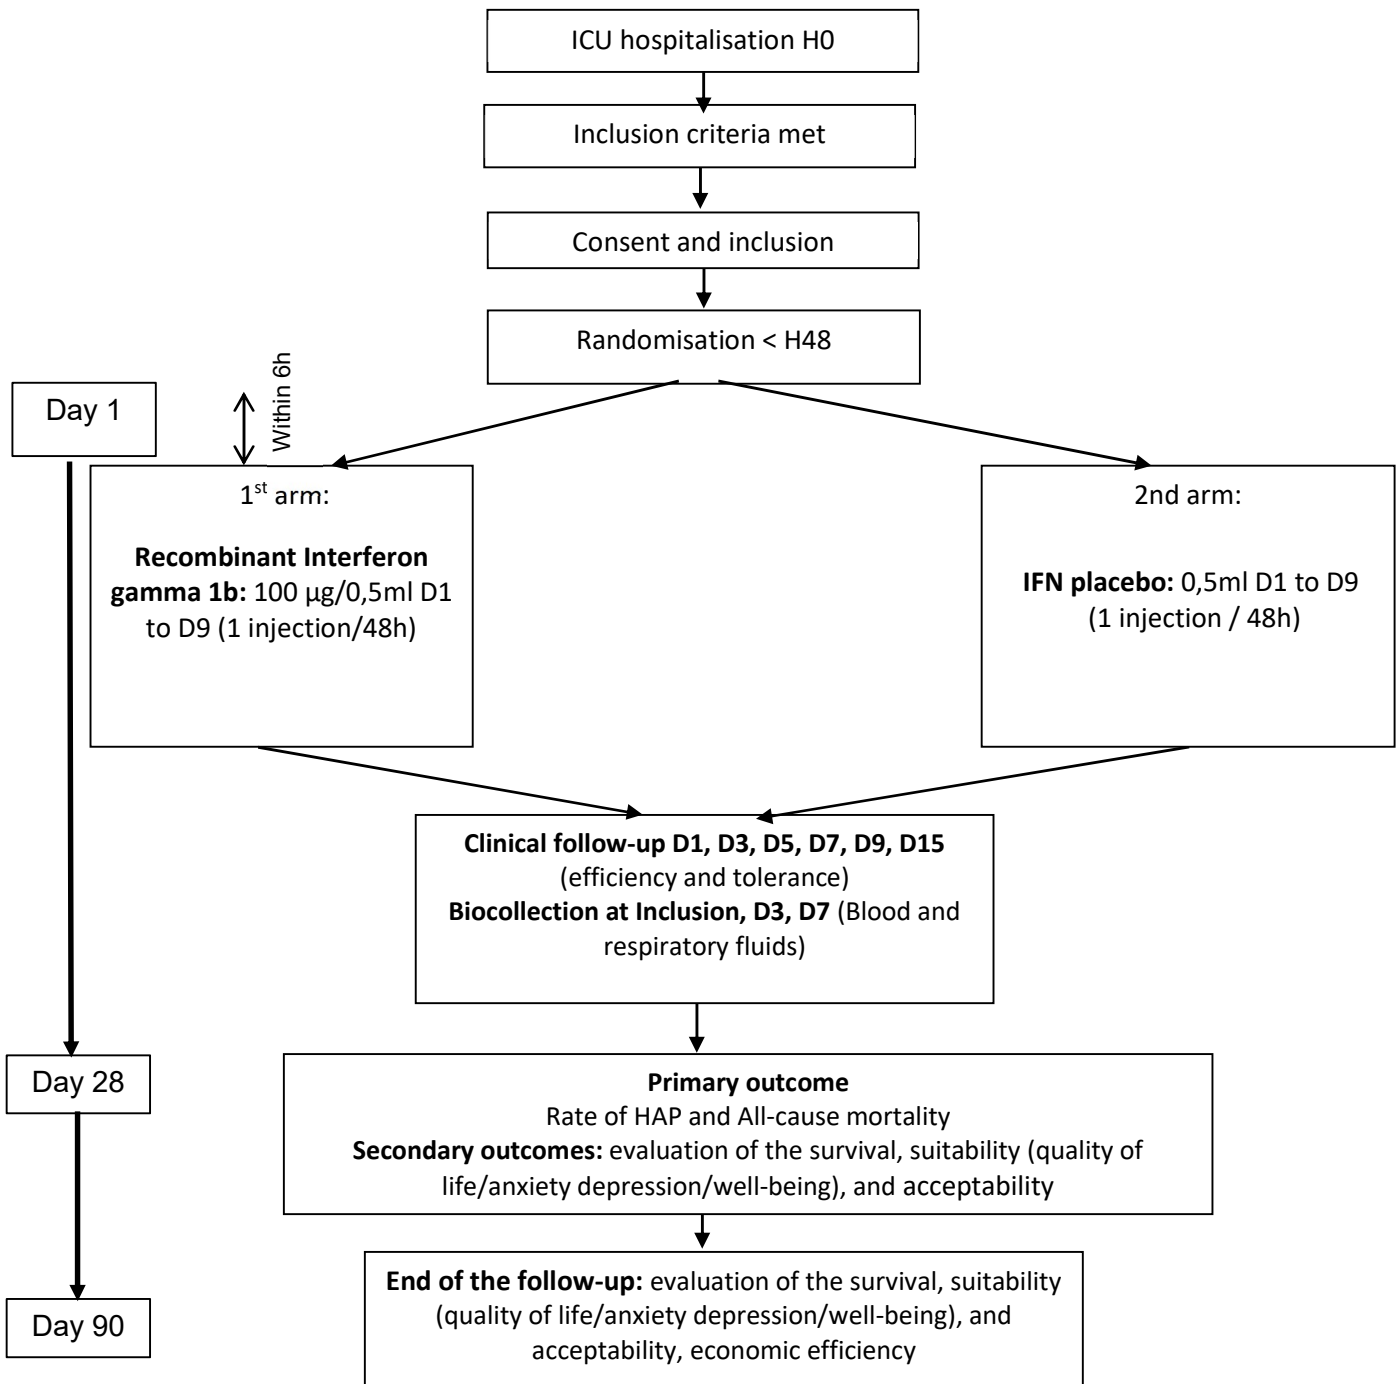 ICU hospitalisation H0
Inclusion criteria met
Consent and inclusion
Randomisation < H48
Within 6h
Day 1
1st arm:
Recombinant Interferon
gamma 1b: 100 µg/0,5ml D1
to D9 (1 injection/48h)
2nd arm:
IFN placebo: 0,5ml D1 to D9
(1 injection / 48h)
Clinical follow-up D1, D3, D5, D7, D9, D15
(efficiency and tolerance)
Biocollection at Inclusion, D3, D7 (Blood and
respiratory fluids)
Day 28
Primary outcome
Rate of HAP and All-cause mortality
Secondary outcomes: evaluation of the survival, suitability (quality of
life/anxiety depression/well-being), and acceptability
End of the follow-up: evaluation of the survival, suitability
(quality of life/anxiety depression/well-being), and
acceptability, economic efficiency
Day 90